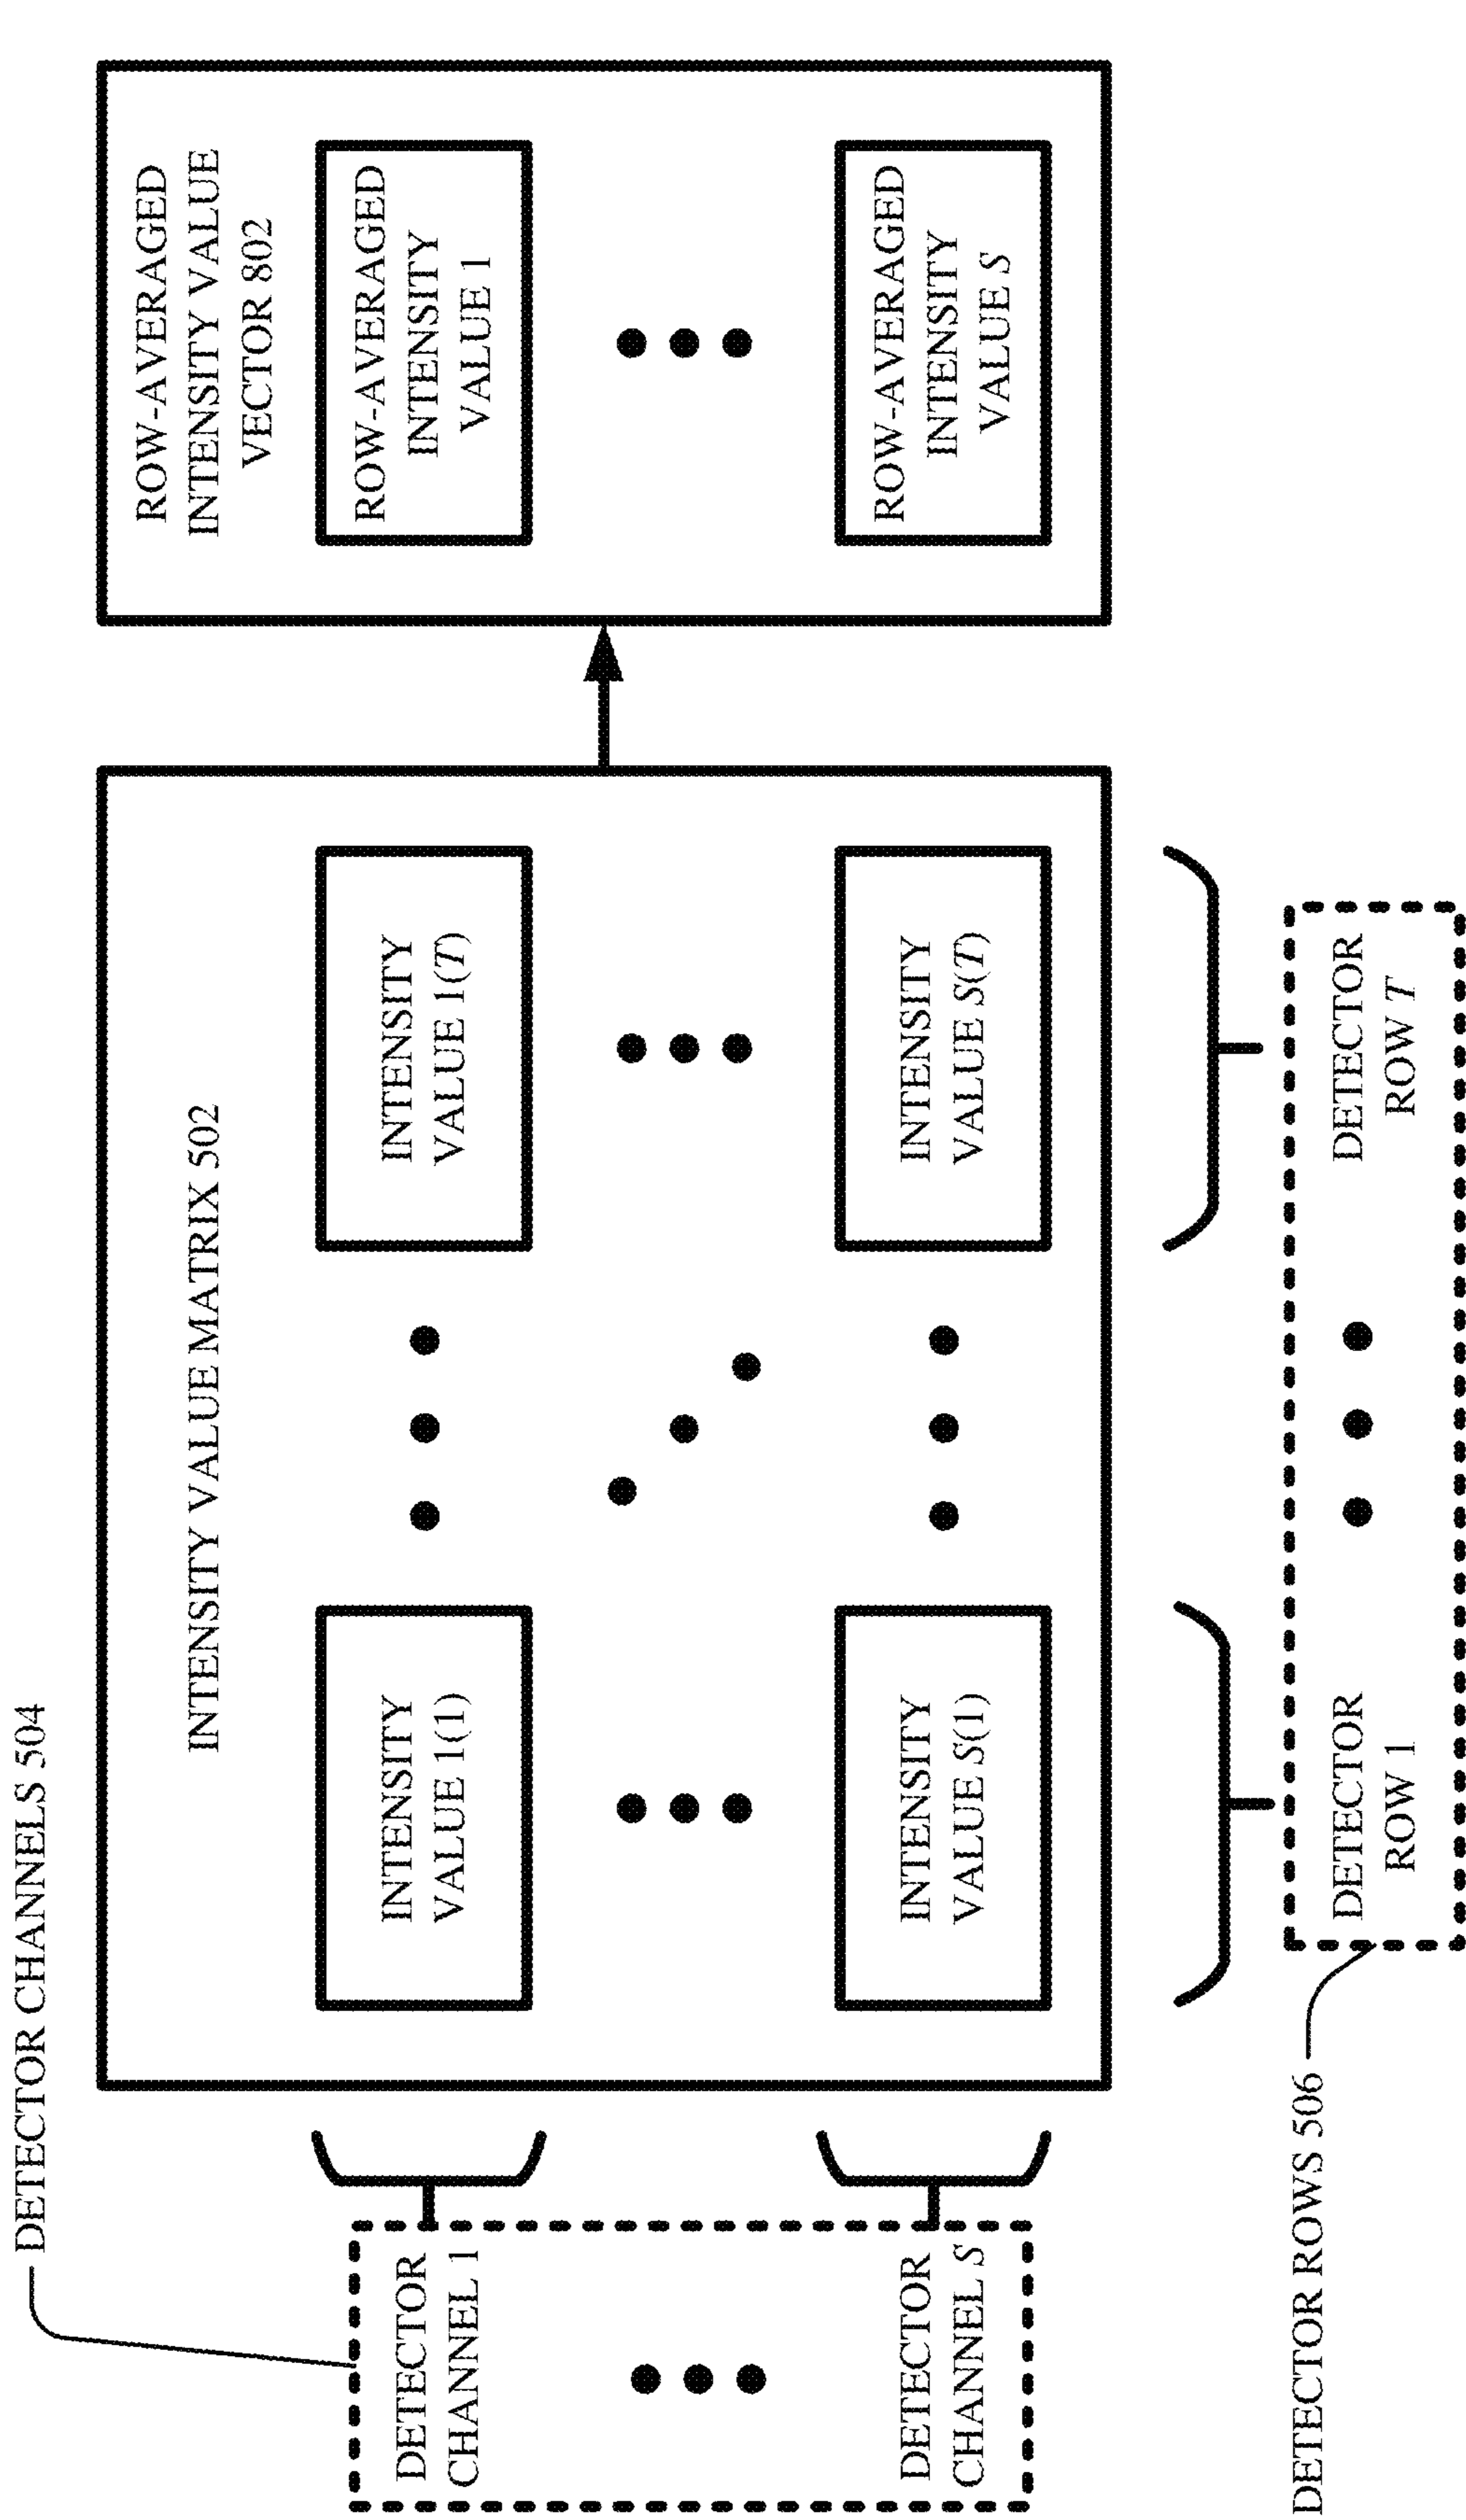 DETECTOR CHANNELS 504
DETECTOR
CHANNEL 1
DETECTOR
CHANNEL S
INTENSITY VALUE MATRIX 502
INTENSITY
VALUE 1(1)
INTENSITY
VALUE 1(T)
INTENSITY
VALUE S(1)
INTENSITY
VALUE S(T)
ROW-AVERAGED
INTENSITY VALUE
VECTOR 802
ROW-AVERAGED
INTENSITY
VALUE 1
ROW-AVERAGED
INTENSITY
VALUE S
DETECTOR ROWS 506
DETECTOR
ROW 1
DETECTOR
ROW T